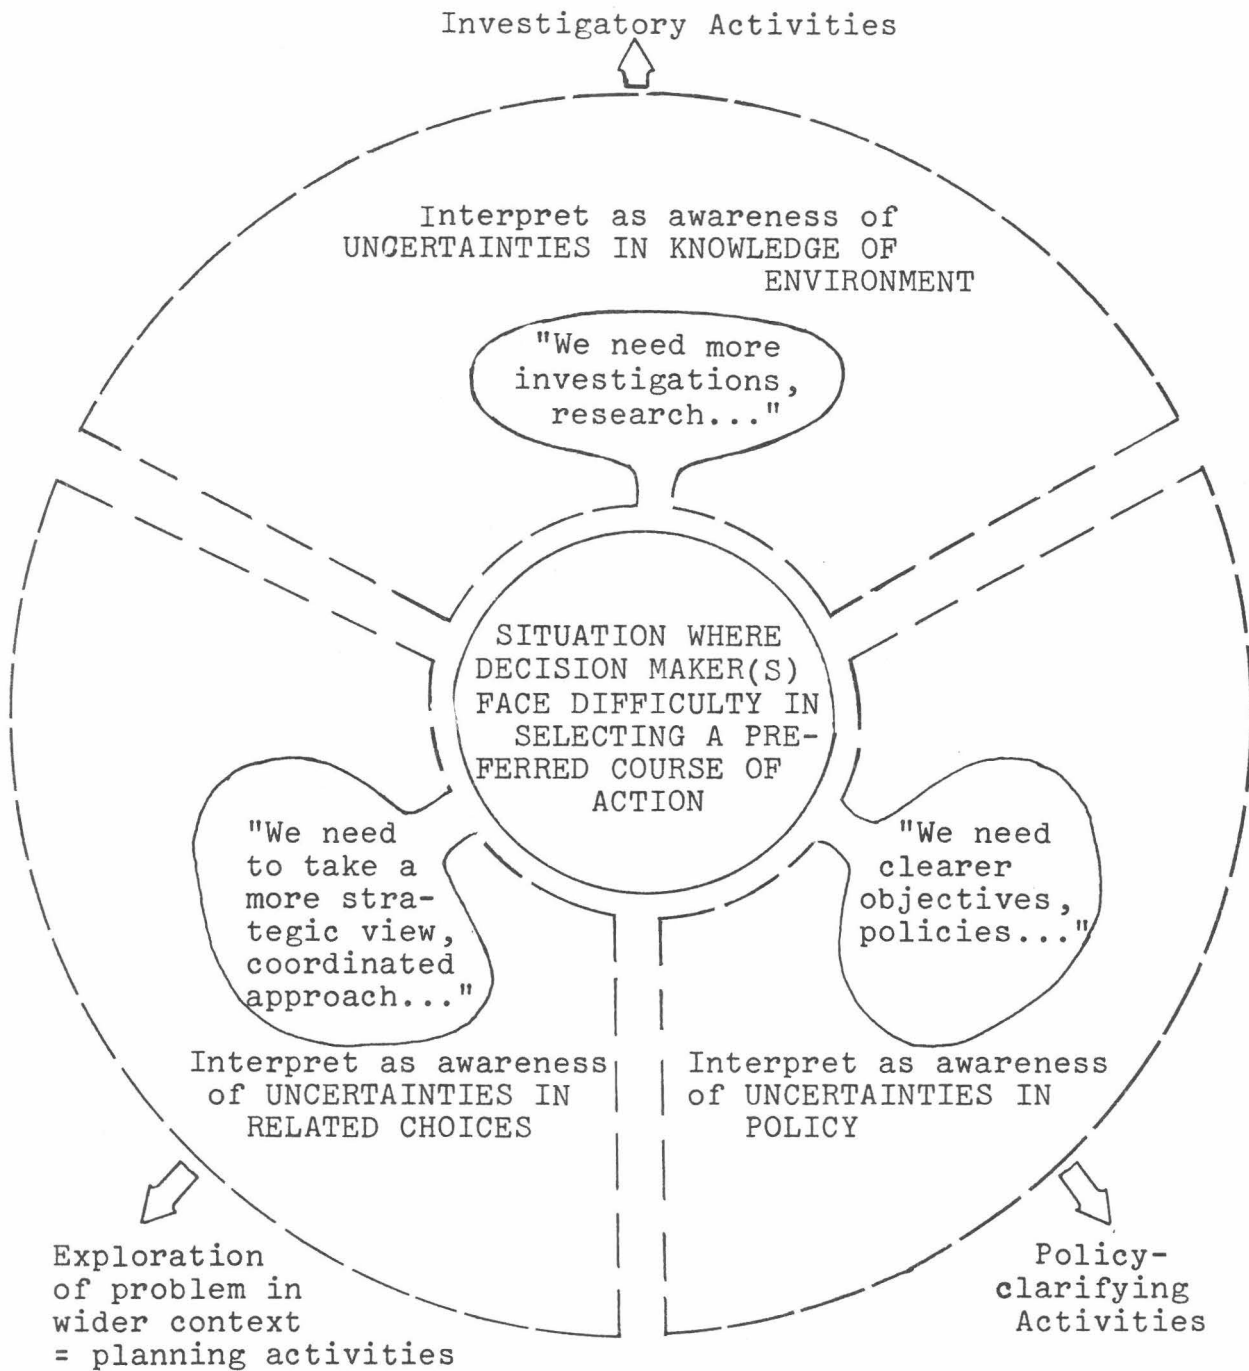 Investigatory Activities
Interpret as awareness of
UNCERTAINTIES IN KNOWLEDGE OF
ENVIRONMENT
"We need more
investigations,
research..."
SITUATION WHERE
DECISION MAKER(S)
FACE DIFFICULTY IN
SELECTING A PRE-
FERRED COURSE OF
ACTION
"We need
to take a
more stra-
tegic view,
coordinated
approach..."
Interpret as awareness
of UNCERTAINTIES IN
RELATED CHOICES
"We need
clearer
objectives,
policies..."
Interpret as awareness
of UNCERTAINTIES IN
POLICY
Exploration
of problem in
wider context
= planning activities
Policy-
clarifying
Activities